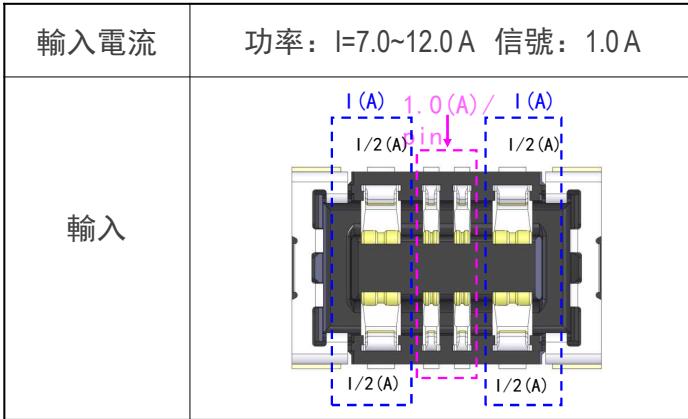 輸入電流
功率：I=7.0~12.0 A 信號：1.0 A
輸入
I(A) 1.0(A)/pin I(A)
I/2(A) I/2(A)
I/2(A) I/2(A)